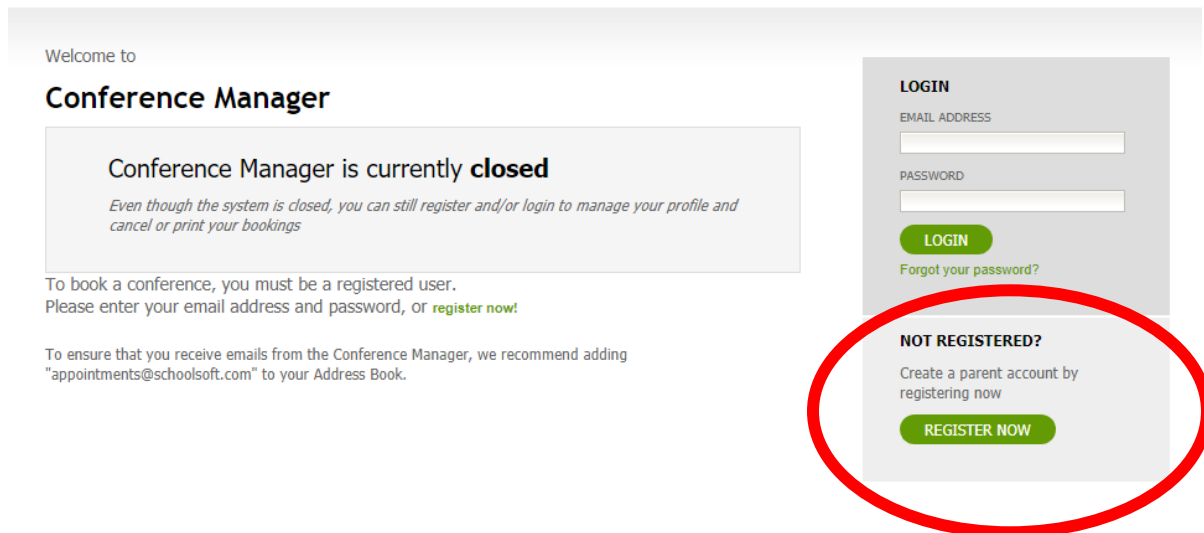 Welcome to
Conference Manager
Conference Manager is currently closed
Even though the system is closed, you can still register and/or login to manage your profile and
cancel or print your bookings
To book a conference, you must be a registered user.
Please enter your email address and password, or register now!
To ensure that you receive emails from the Conference Manager, we recommend adding
"appointments@schoolsoft.com" to your Address Book.
LOGIN
EMAIL ADDRESS
PASSWORD
LOGIN
Forgot your password?
NOT REGISTERED?
Create a parent account by
registering now
REGISTER NOW